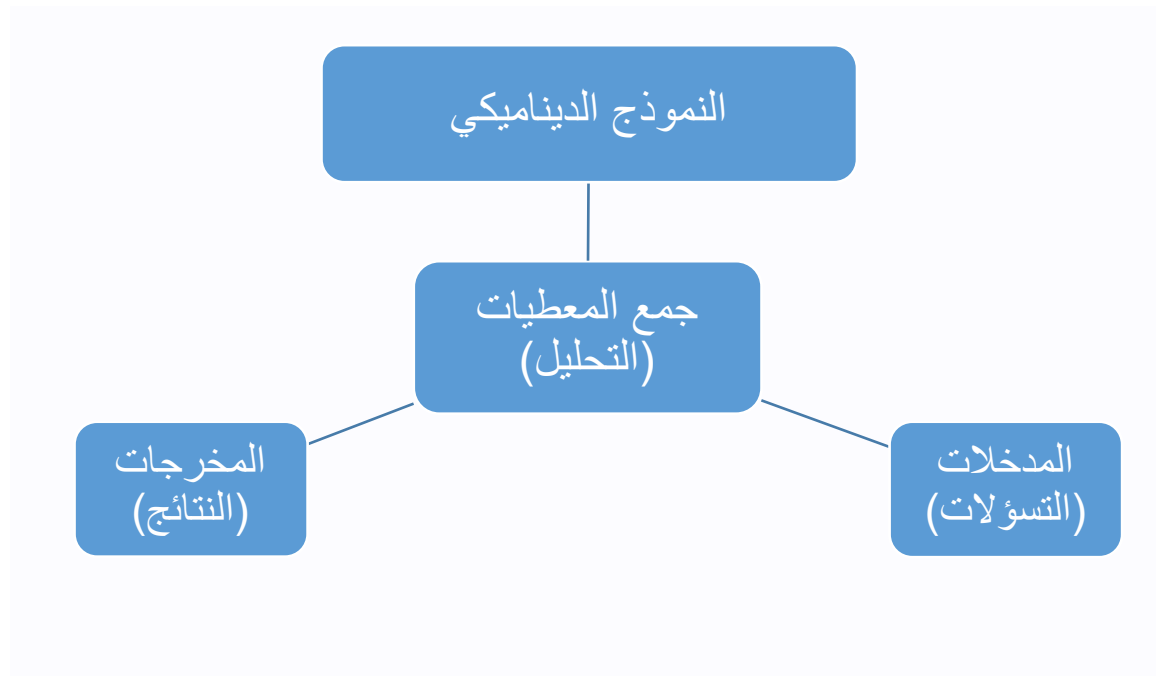 النموذج الديناميكي
جمع المعطيات
(التحليل)
المدخلات
(التسؤلات)
المخرجات
(النتائج)